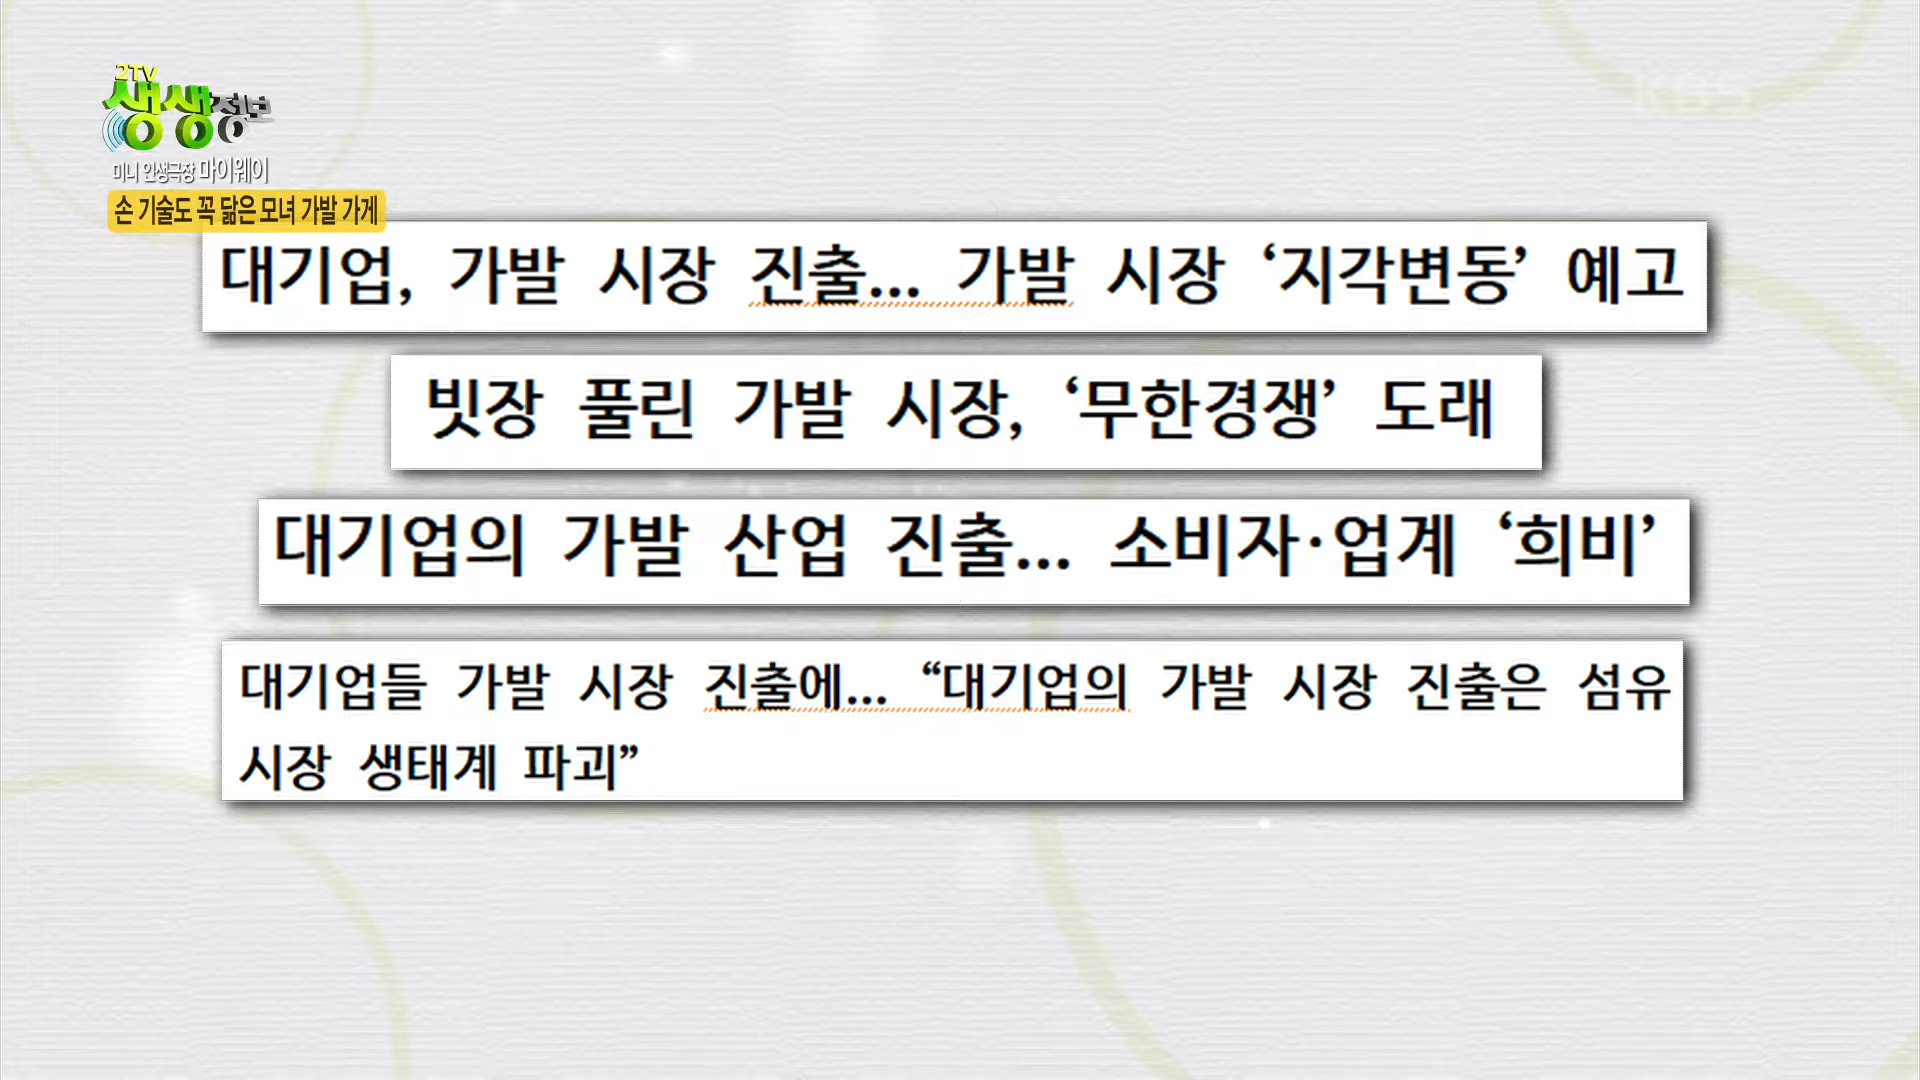 2TV
생생정보
KBS
미니 인생극장 마이웨이
손 기술도 꼭 닮은 모녀 가발 가게
대기업, 가발 시장 진출... 가발 시장 ‘지각변동’ 예고
빗장 풀린 가발 시장, ‘무한경쟁’ 도래
대기업의 가발 산업 진출... 소비자·업계 ‘희비’
대기업들 가발 시장 진출에... “대기업의 가발 시장 진출은 섬유
시장 생태계 파괴”